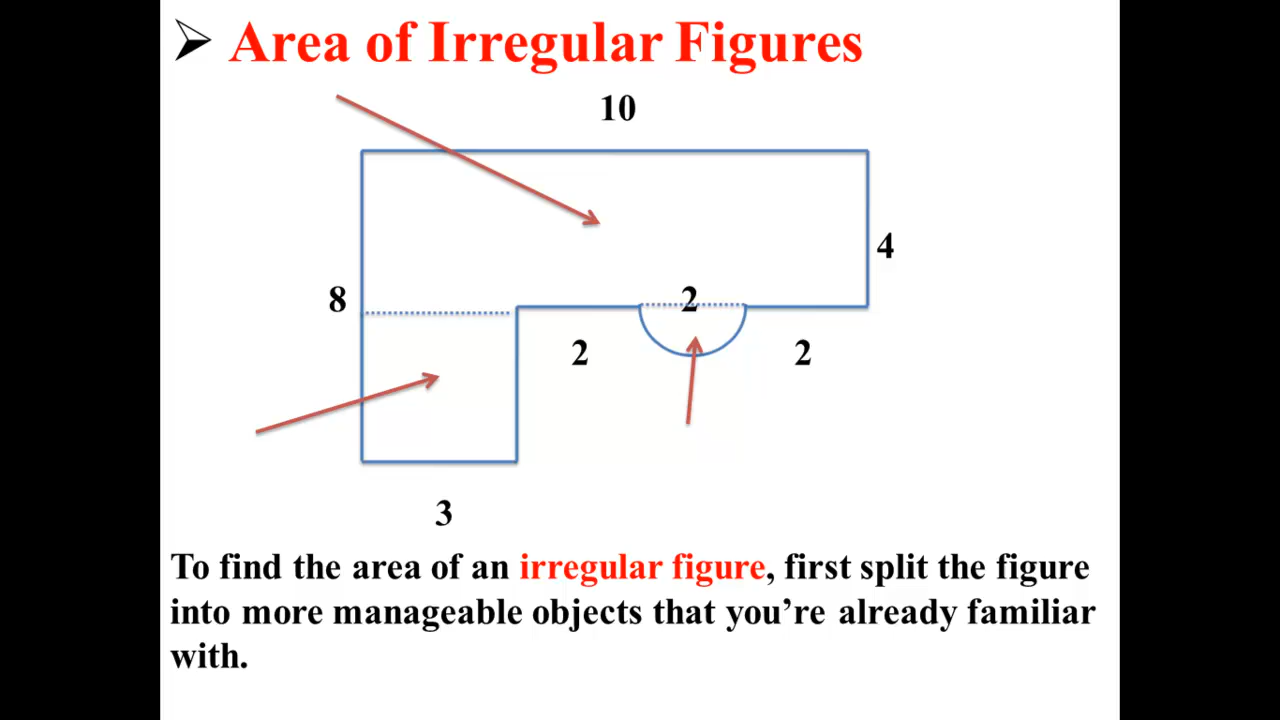 Area of Irregular Figures
10
4
8
2
2
2
3
To find the area of an irregular figure, first split the figure
into more manageable objects that you’re already familiar
with.